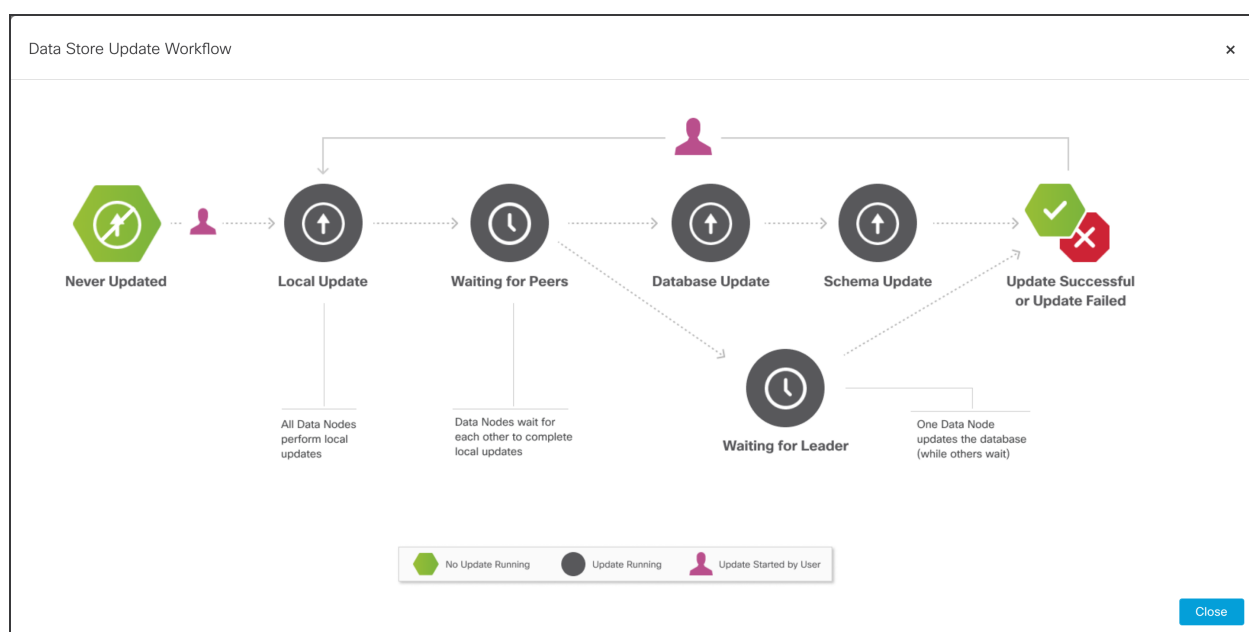 Data Store Update Workflow
×
Never Updated
Local Update
Waiting for Peers
Database Update
Schema Update
Update Successful
or Update Failed
Waiting for Leader
All Data Nodes
perform local
updates
Data Nodes wait for
each other to complete
local updates
One Data Node
updates the database
(while others wait)
No Update Running
Update Running
Update Started by User
Close